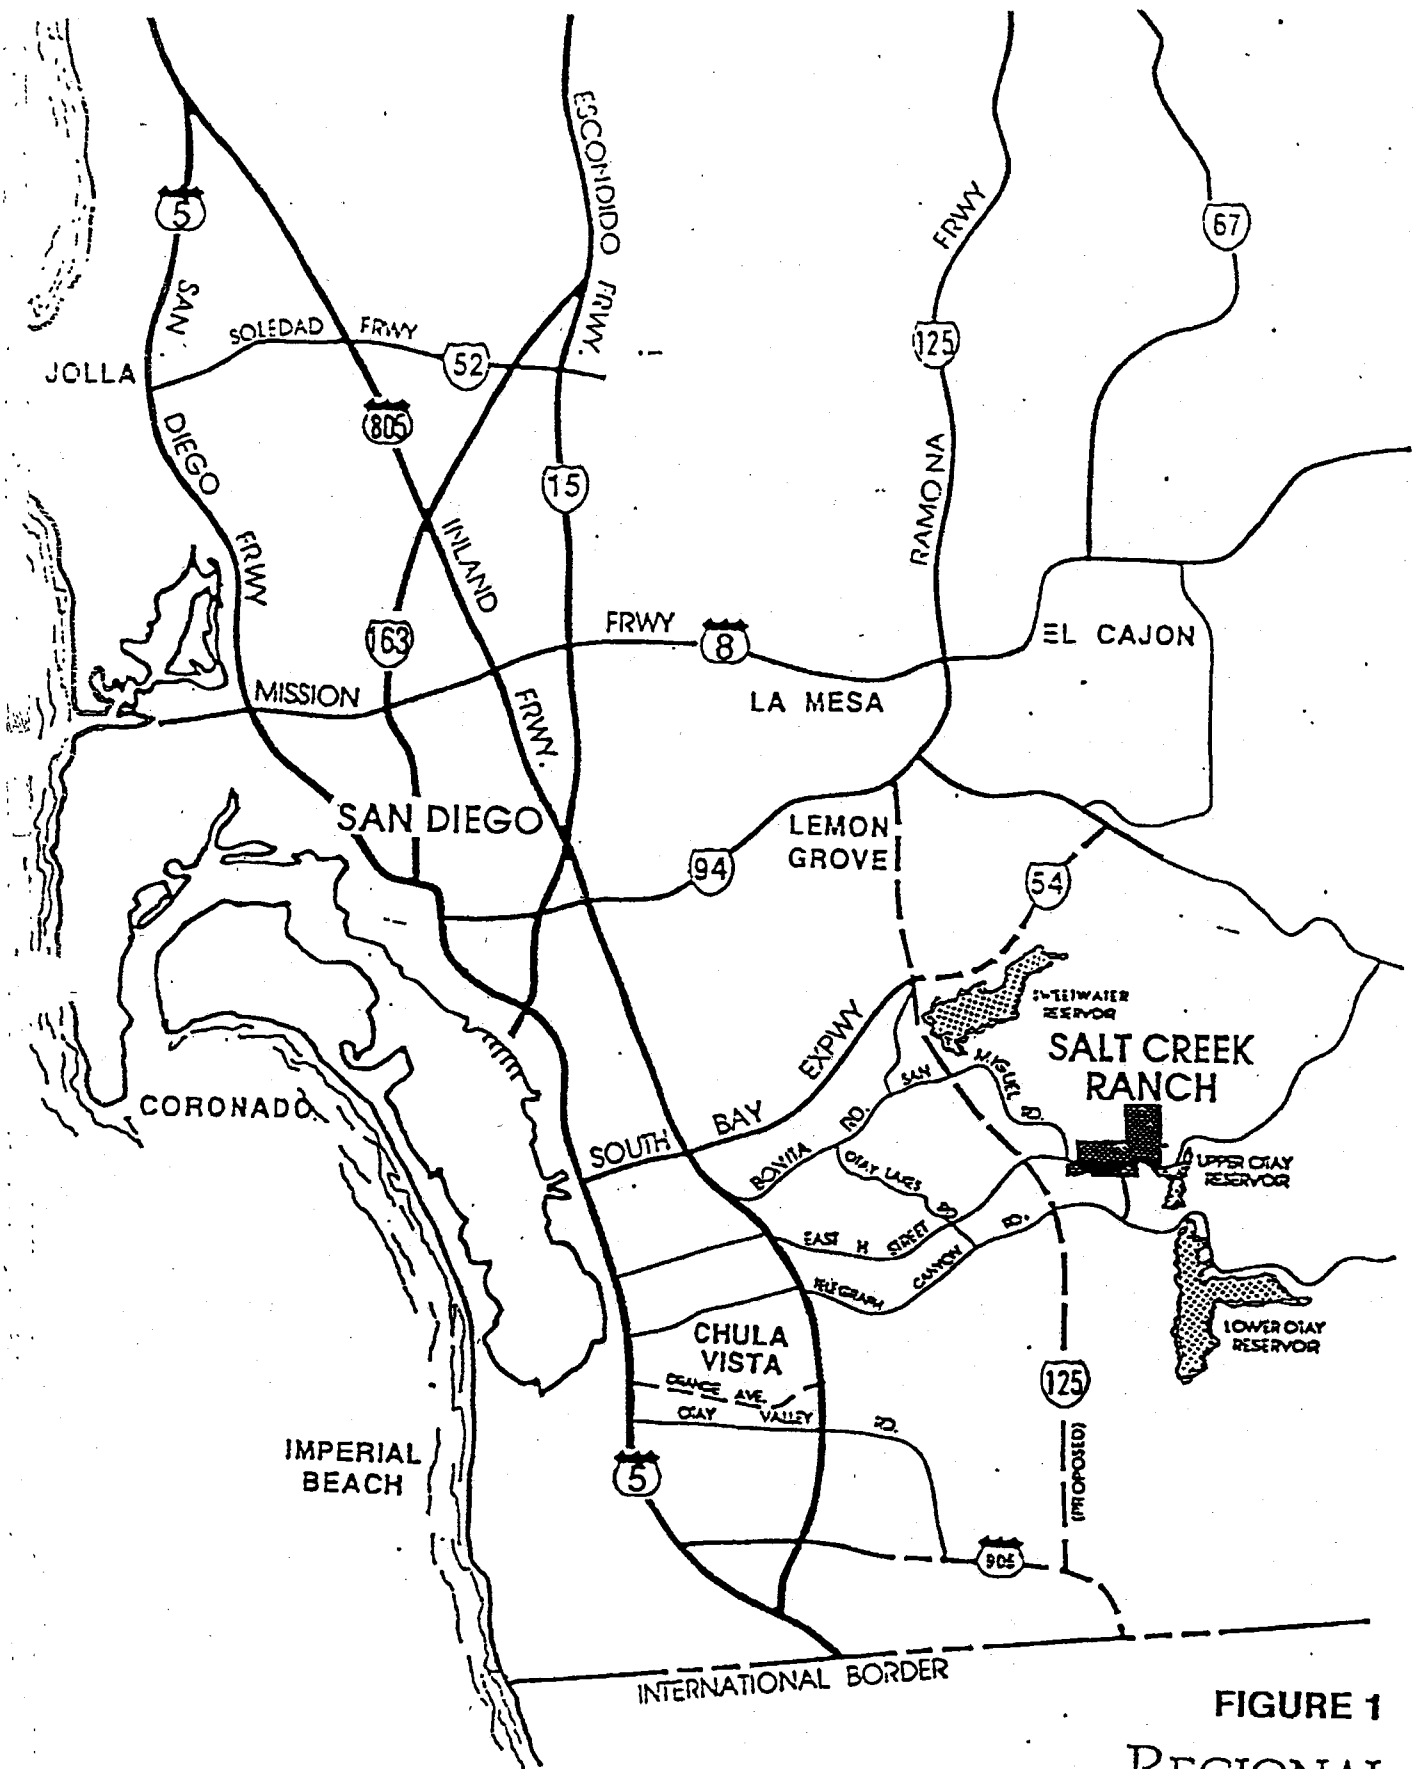 ESCONDIDO FRWY.
67
5
FRWY
SAN
SOLEDAD FRWY
52
125
JOLLA
805
DIEGO
15
RAMONA
INLAND
FRWY
163
FRWY
8
EL CAJON
MISSION
LA MESA
FRWY.
SAN DIEGO
LEMON
GROVE
94
54
SWEETWATER
RESERVOIR
EXPWY
SALT CREEK
RANCH
SAN MIGUEL RD.
CORONADO
BAY
SOUTH
BONITA RD.
OTAY LAKES RD
UPPER OTAY
RESERVOIR
EAST H STREET
TELEGRAPH CANYON RD.
CHULA
VISTA
LOWER OTAY
RESERVOIR
ORANGE AVE.
125
OTAY VALLEY RD.
(PROPOSED)
IMPERIAL
BEACH
5
905
INTERNATIONAL BORDER
FIGURE 1
REGIONAL